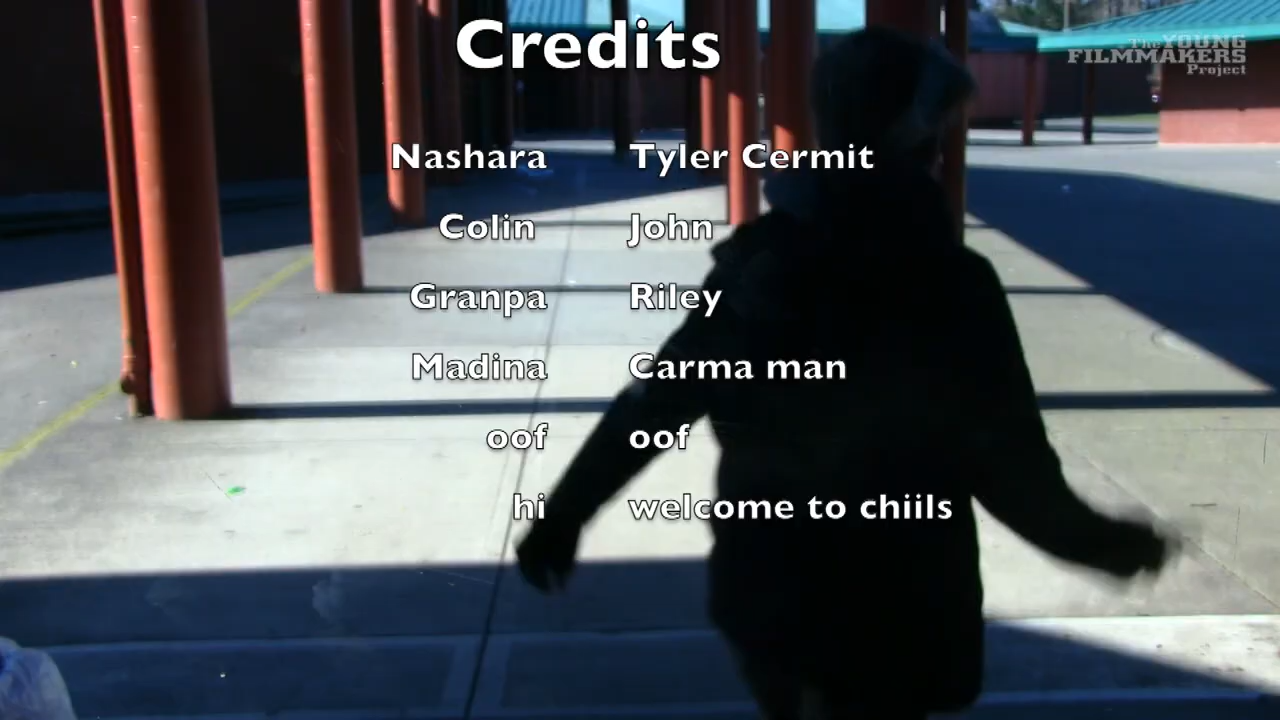 Credits
The YOUNG
FILMMAKERS
Project
Nashara Tyler Cermit
Colin John
Granpa Riley
Madina Carma man
oof oof
hi welcome to chiils